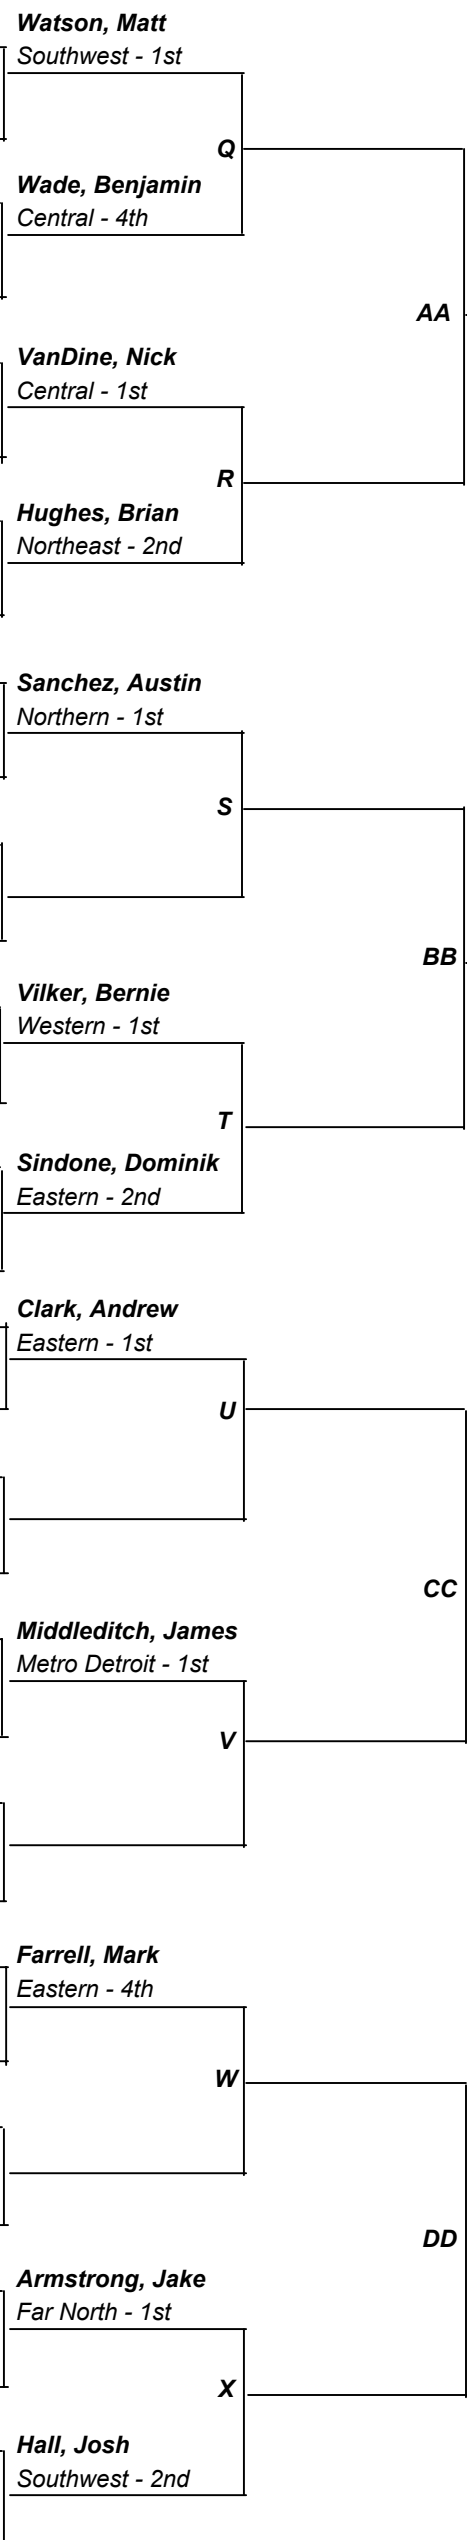 Watson, Matt
Southwest - 1st
Q
Wade, Benjamin
Central - 4th
AA
VanDine, Nick
Central - 1st
R
Hughes, Brian
Northeast - 2nd
Sanchez, Austin
Northern - 1st
S
BB
Vilker, Bernie
Western - 1st
T
Sindone, Dominik
Eastern - 2nd
Clark, Andrew
Eastern - 1st
U
CC
Middleditch, James
Metro Detroit - 1st
V
Farrell, Mark
Eastern - 4th
W
DD
Armstrong, Jake
Far North - 1st
X
Hall, Josh
Southwest - 2nd